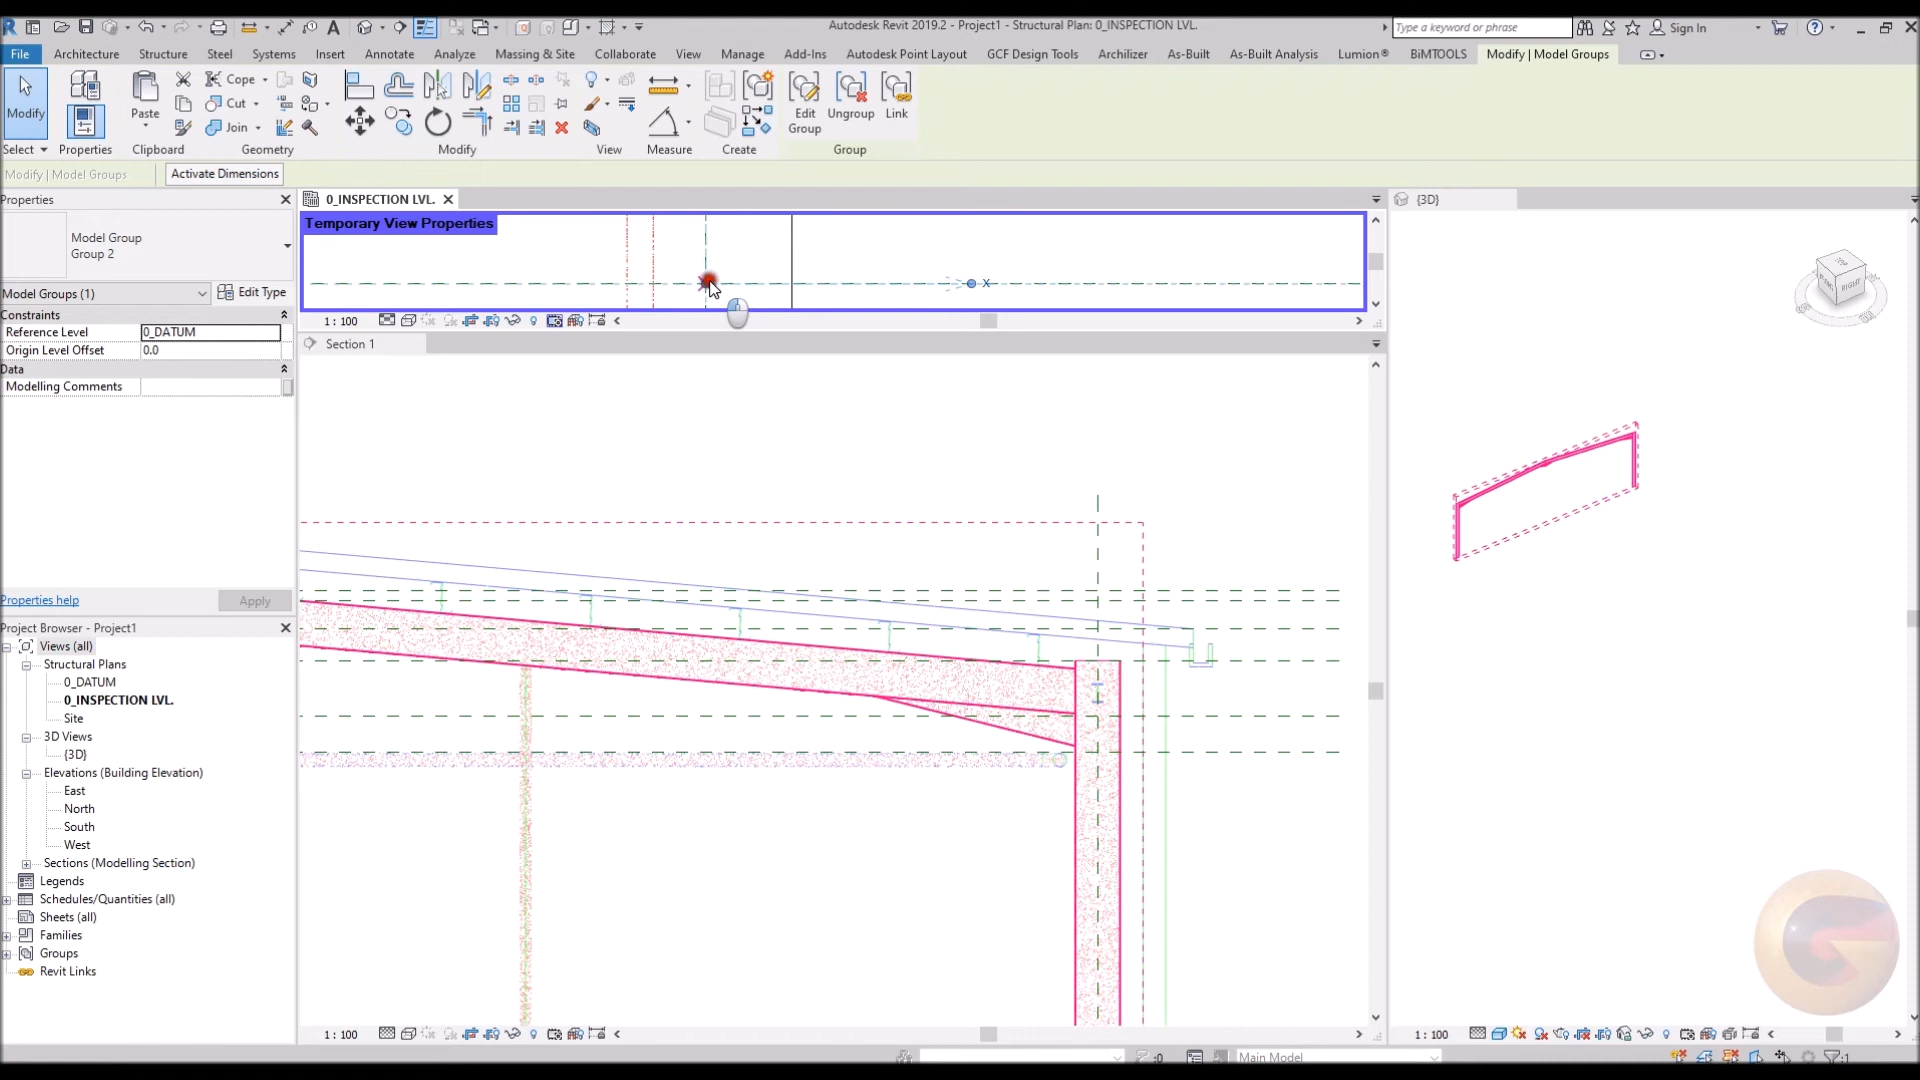 Autodesk Revit 2019.2 - Project1 - Structural Plan: 0_INSPECTION LVL.
Type a keyword or phrase
Sign In
File Architecture Structure Steel Systems Insert Annotate Analyze Massing & Site Collaborate View Manage Add-Ins Autodesk Point Layout GCF Design Tools Archilizer As-Built As-Built Analysis Lumion® BiMTOOLS Modify | Model Groups
Modify Paste Cope Cut Join Edit Group Ungroup Link
Select Properties Clipboard Geometry Modify View Measure Create Group
Modify | Model Groups Activate Dimensions
Properties
Model Group
Group 2
Model Groups (1) Edit Type
Constraints
Reference Level 0_DATUM
Origin Level Offset 0.0
Data
Modelling Comments
Properties help Apply
Project Browser - Project1
Views (all)
Structural Plans
0_DATUM
0_INSPECTION LVL.
Site
3D Views
{3D}
Elevations (Building Elevation)
East
North
South
West
Sections (Modelling Section)
Legends
Schedules/Quantities (all)
Sheets (all)
Families
Groups
Revit Links
0_INSPECTION LVL.
Temporary View Properties
X
1 : 100
Section 1
1 : 100
{3D}
TOP
RIGHT
1 : 100
:0
Main Model
:1